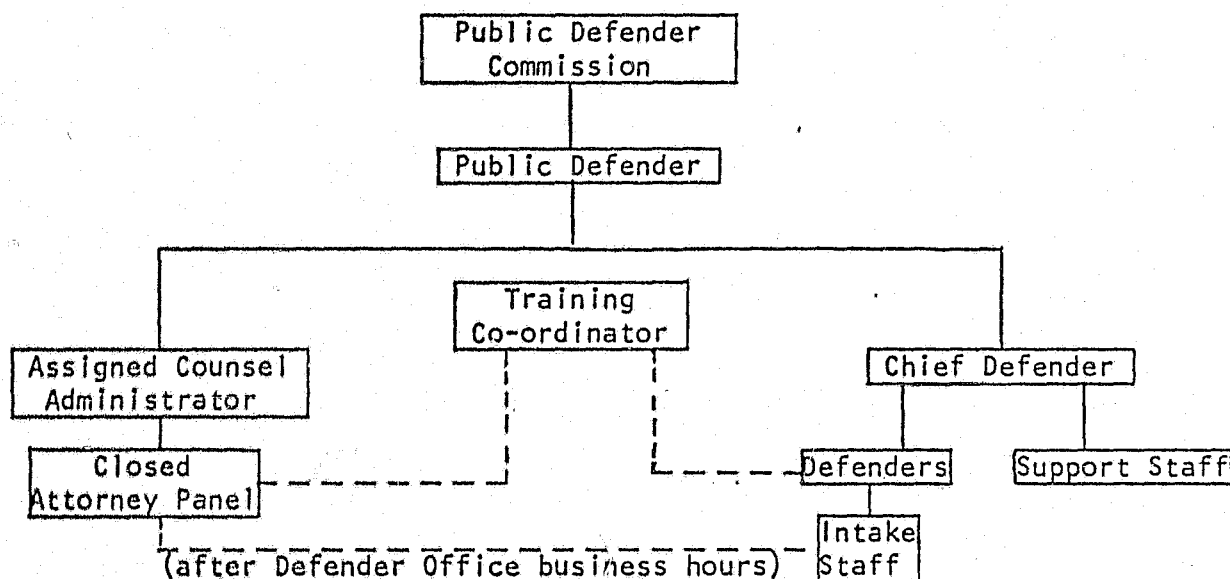 Public Defender
Commission
Public Defender
Training
Co-ordinator
Assigned Counsel
Administrator
Chief Defender
Closed
Attorney Panel
Defenders
Support Staff
Intake
Staff
(after Defender Office business hours)